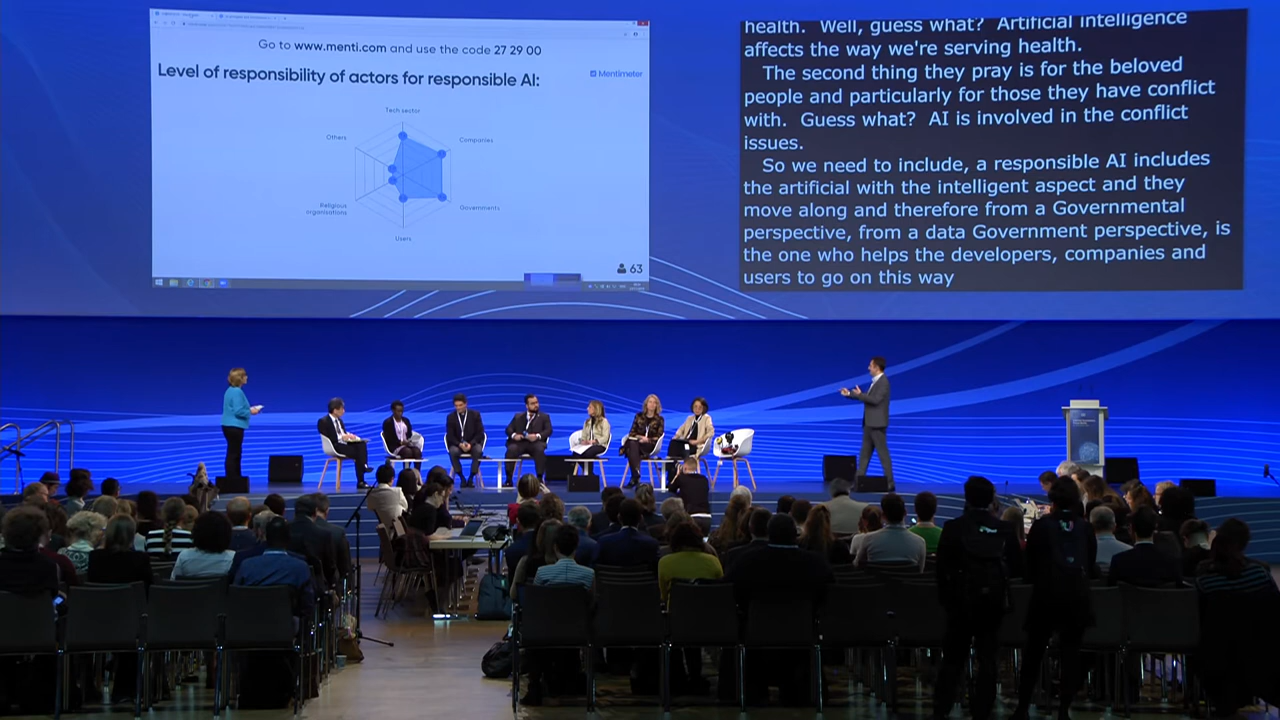 Go to www.menti.com and use the code 27 29 00
Level of responsibility of actors for responsible AI:
Mentimeter
Tech sector
Others
Companies
Religious
organisations
Governments
Users
63
health.  Well, guess what?  Artificial intelligence
affects the way we're serving health.
The second thing they pray is for the beloved
people and particularly for those they have conflict
with.  Guess what?  AI is involved in the conflict
issues.
So we need to include, a responsible AI includes
the artificial with the intelligent aspect and they
move along and therefore from a Governmental
perspective, from a data Government perspective, is
the one who helps the developers, companies and
users to go on this way